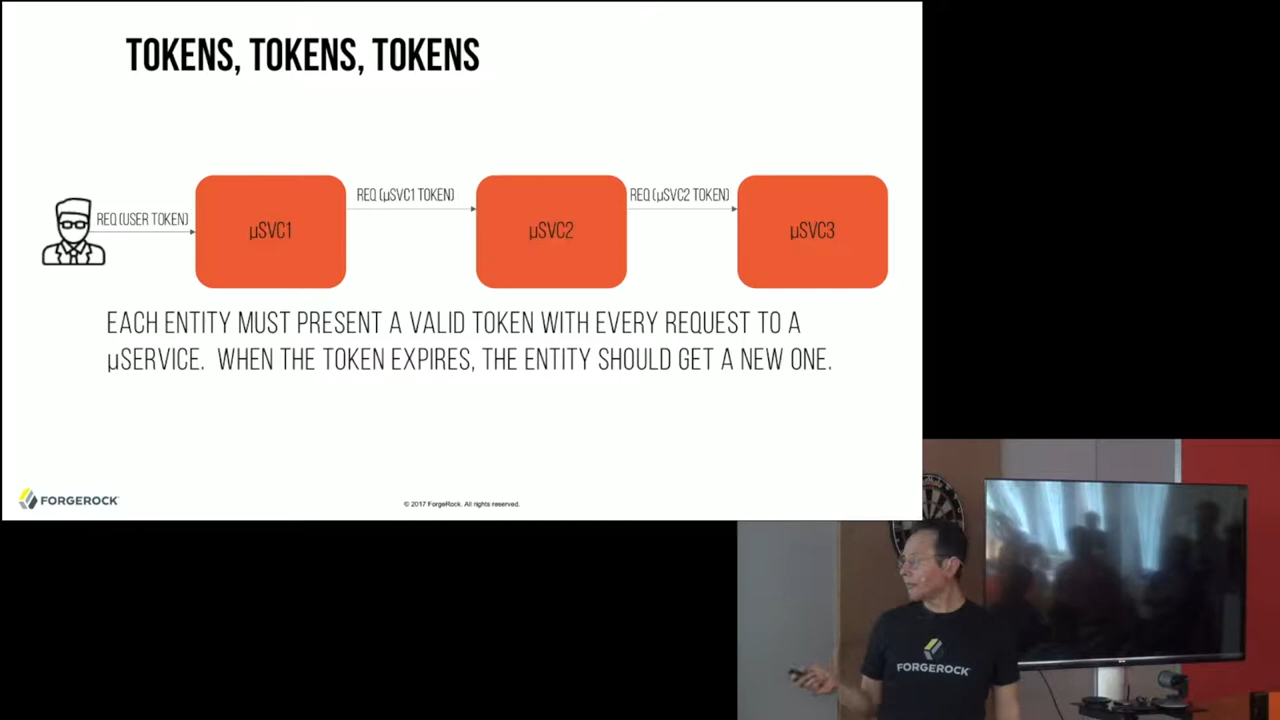 TOKENS, TOKENS, TOKENS
REQ (USER TOKEN)
µSVC1
REQ (µSVC1 TOKEN)
µSVC2
REQ (µSVC2 TOKEN)
µSVC3
EACH ENTITY MUST PRESENT A VALID TOKEN WITH EVERY REQUEST TO A
µSERVICE. WHEN THE TOKEN EXPIRES, THE ENTITY SHOULD GET A NEW ONE.
FORGEROCK
© 2017 ForgeRock. All rights reserved.
FORGEROCK